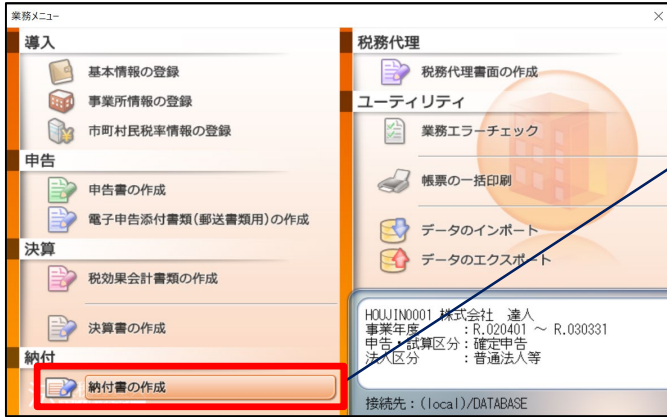 業務メニュー
導入
基本情報の登録
事業所情報の登録
市町村民税率情報の登録
申告
申告書の作成
電子申告添付書類(郵送書類用)の作成
決算
税効果会計書類の作成
決算書の作成
納付
納付書の作成
税務代理
税務代理書面の作成
ユーティリティ
業務エラーチェック
帳票の一括印刷
データのインポート
データのエクスポート
HOUJIN0001 株式会社 達人
事業年度 :R.020401 ~ R.030331
申告・試算区分:確定申告
法人区分 :普通法人等
接続先:(local)/DATABASE